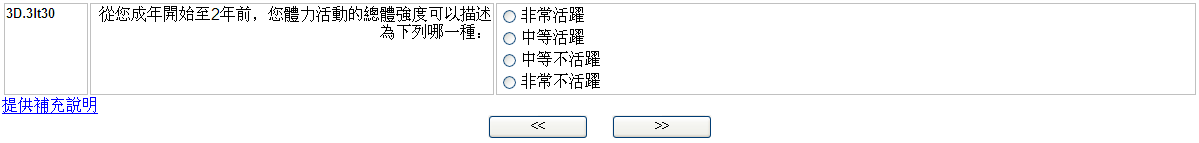 3D.3lt30
從您成年開始至2年前，您體力活動的總體強度可以描述
為下列哪一種：
非常活躍
中等活躍
中等不活躍
非常不活躍
提供補充說明
<<
>>